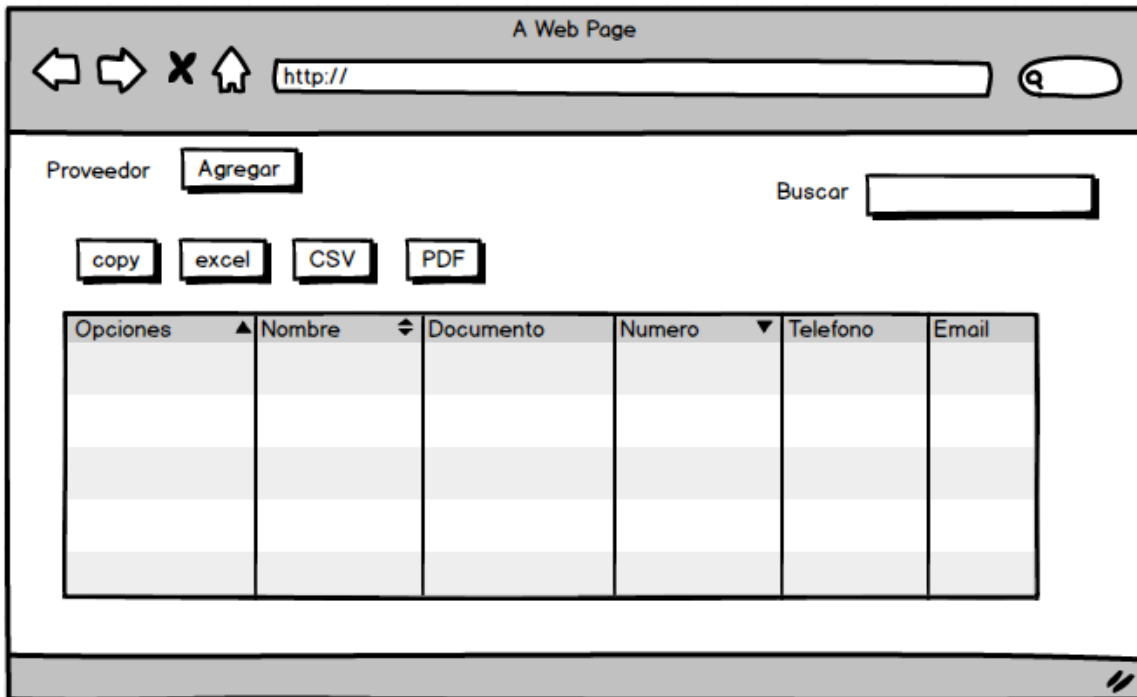 A Web Page
http://
Proveedor Agregar
Buscar
copy excel CSV PDF
Opciones Nombre Documento Numero Telefono Email